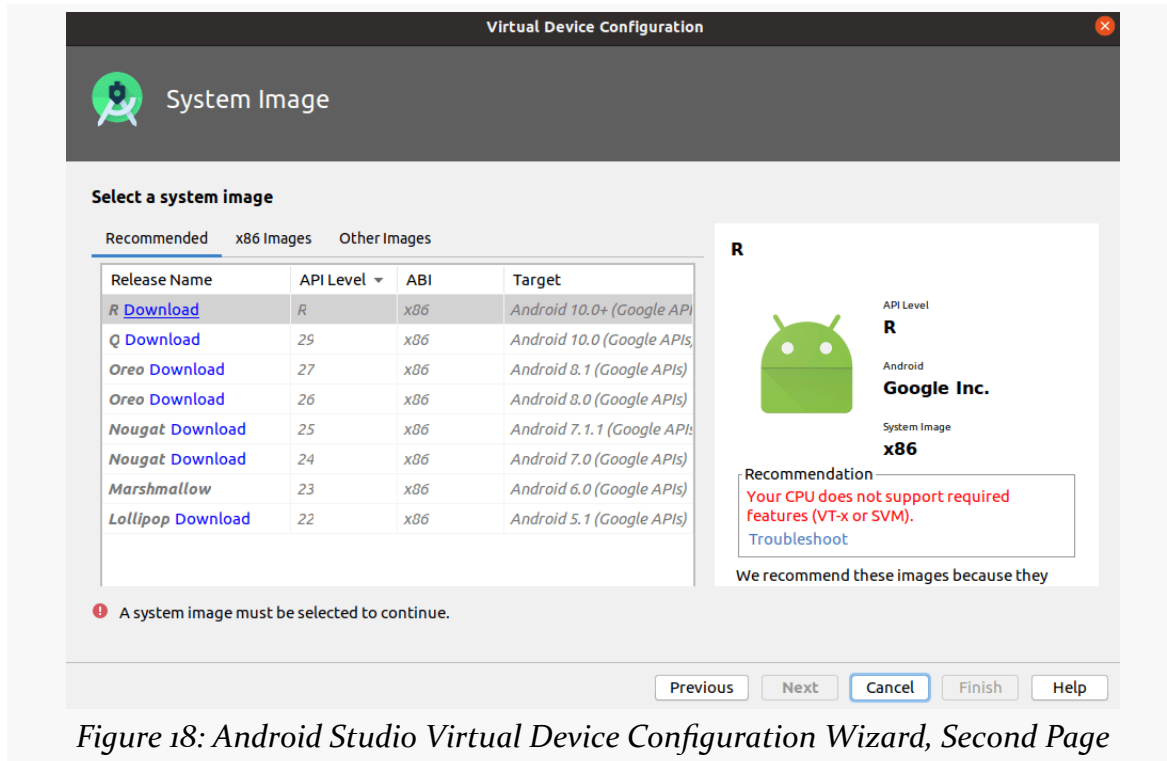 Virtual Device Configuration
System Image
Select a system image
Recommended x86 Images Other Images
Release Name API Level ABI Target
R Download R x86 Android 10.0+ (Google API
Q Download 29 x86 Android 10.0 (Google APIs)
Oreo Download 27 x86 Android 8.1 (Google APIs)
Oreo Download 26 x86 Android 8.0 (Google APIs)
Nougat Download 25 x86 Android 7.1.1 (Google APIs
Nougat Download 24 x86 Android 7.0 (Google APIs)
Marshmallow 23 x86 Android 6.0 (Google APIs)
Lollipop Download 22 x86 Android 5.1 (Google APIs)
R
API Level
R
Android
Google Inc.
System Image
x86
Recommendation
Your CPU does not support required
features (VT-x or SVM).
Troubleshoot
We recommend these images because they
A system image must be selected to continue.
Previous Next Cancel Finish Help
Figure 18: Android Studio Virtual Device Configuration Wizard, Second Page